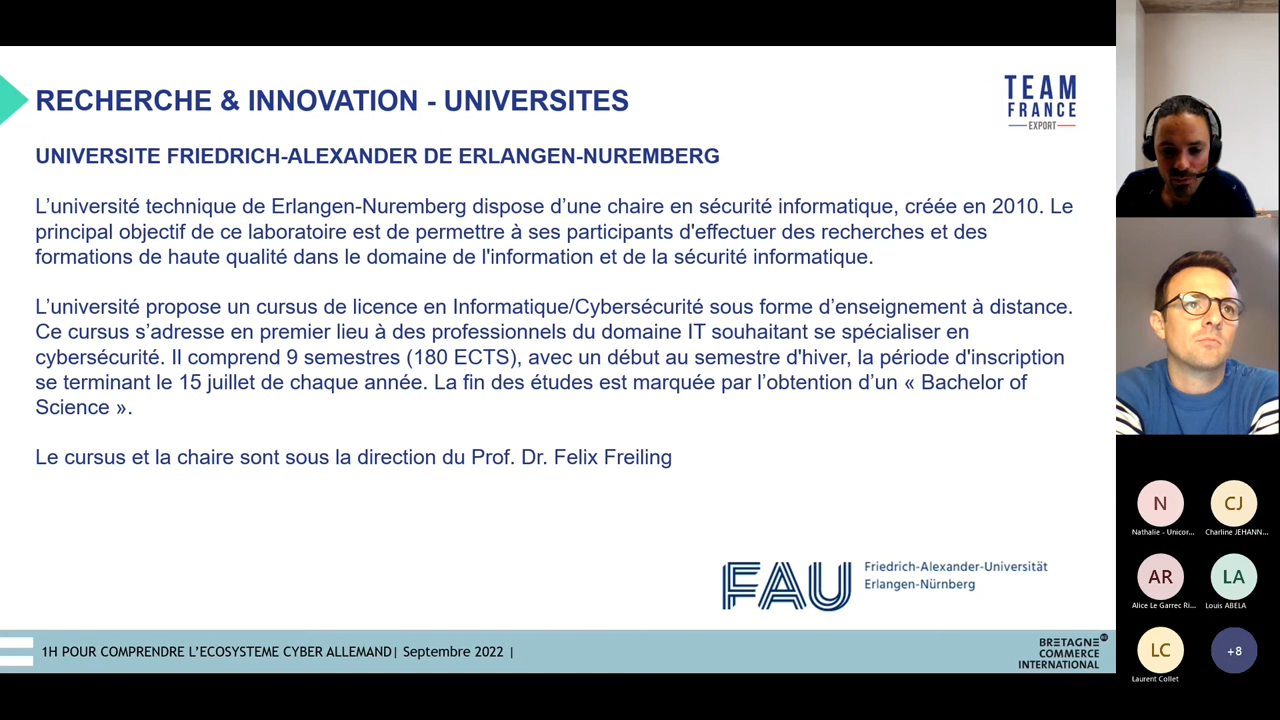 RECHERCHE & INNOVATION - UNIVERSITES
TEAM
FRANCE
EXPORT
UNIVERSITE FRIEDRICH-ALEXANDER DE ERLANGEN-NUREMBERG
L’université technique de Erlangen-Nuremberg dispose d’une chaire en sécurité informatique, créée en 2010. Le
principal objectif de ce laboratoire est de permettre à ses participants d'effectuer des recherches et des
formations de haute qualité dans le domaine de l'information et de la sécurité informatique.
L’université propose un cursus de licence en Informatique/Cybersécurité sous forme d’enseignement à distance.
Ce cursus s’adresse en premier lieu à des professionnels du domaine IT souhaitant se spécialiser en
cybersécurité. Il comprend 9 semestres (180 ECTS), avec un début au semestre d'hiver, la période d'inscription
se terminant le 15 juillet de chaque année. La fin des études est marquée par l’obtention d’un « Bachelor of
Science ».
Le cursus et la chaire sont sous la direction du Prof. Dr. Felix Freiling
FAU
Friedrich-Alexander-Universität
Erlangen-Nürnberg
1H POUR COMPRENDRE L’ECOSYSTEME CYBER ALLEMAND| Septembre 2022 |
BRETAGNE
COMMERCE
INTERNATIONAL
N
Nathalie - Unicor...
CJ
Charline JEHANN...
AR
Alice Le Garrec Ri...
LA
Louis ABELA
LC
Laurent Collet
+8